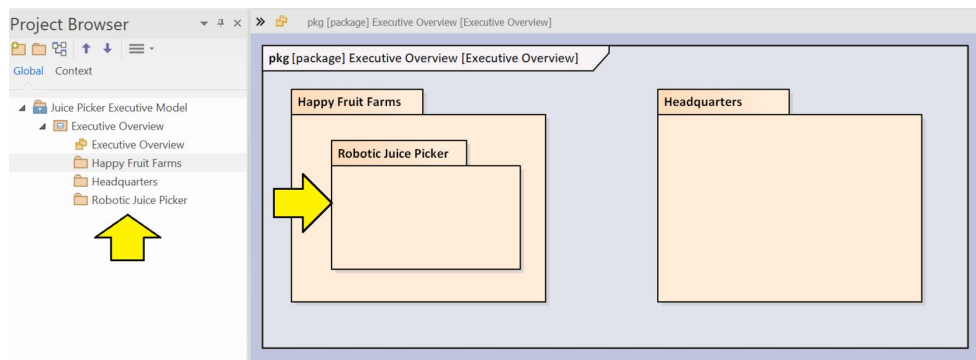 Project Browser
Global Context
Juice Picker Executive Model
Executive Overview
Executive Overview
Happy Fruit Farms
Headquarters
Robotic Juice Picker
pkg [package] Executive Overview [Executive Overview]
pkg [package] Executive Overview [Executive Overview]
Happy Fruit Farms
Headquarters
Robotic Juice Picker